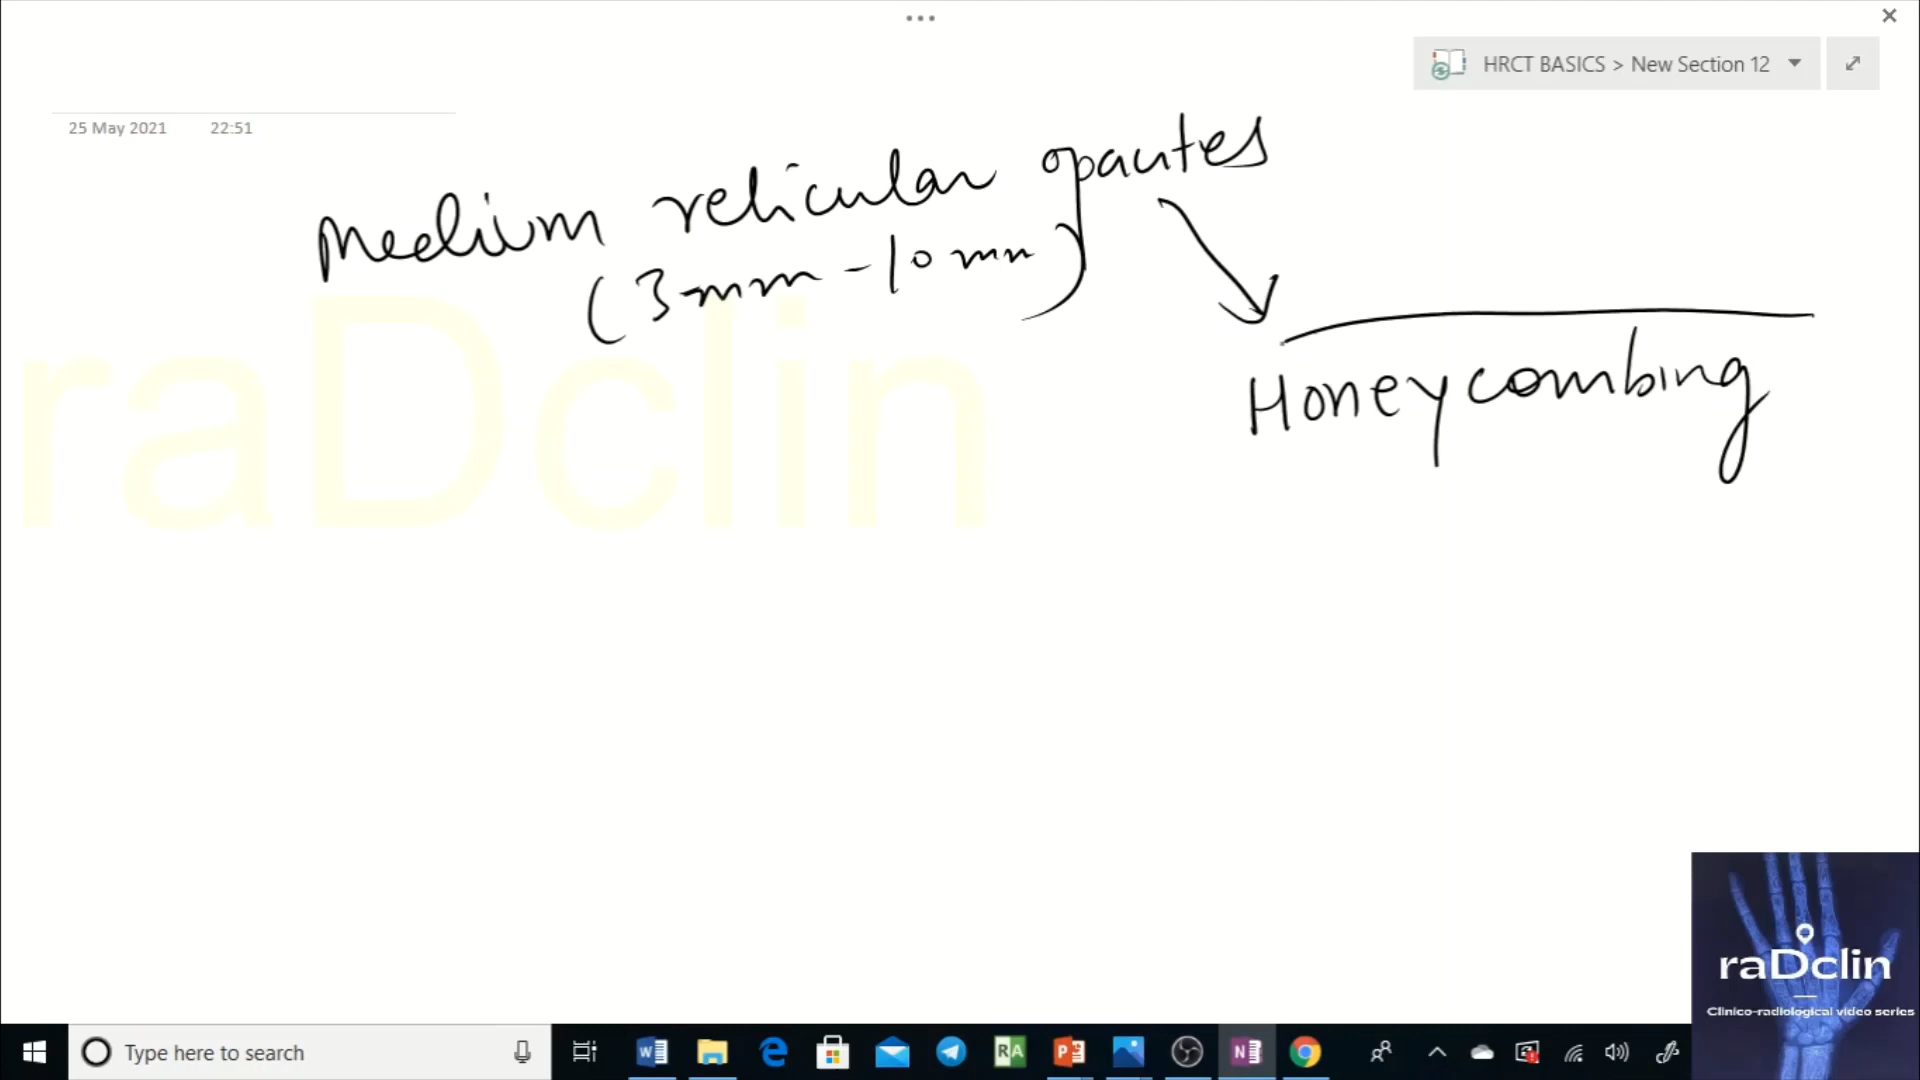 HRCT BASICS > New Section 12
25 May 2021 22:51
Medium reticular opacities
(3mm - 10 mm)
Honeycombing
raDclin
raDclin
Clinico-radiological video series
Type here to search